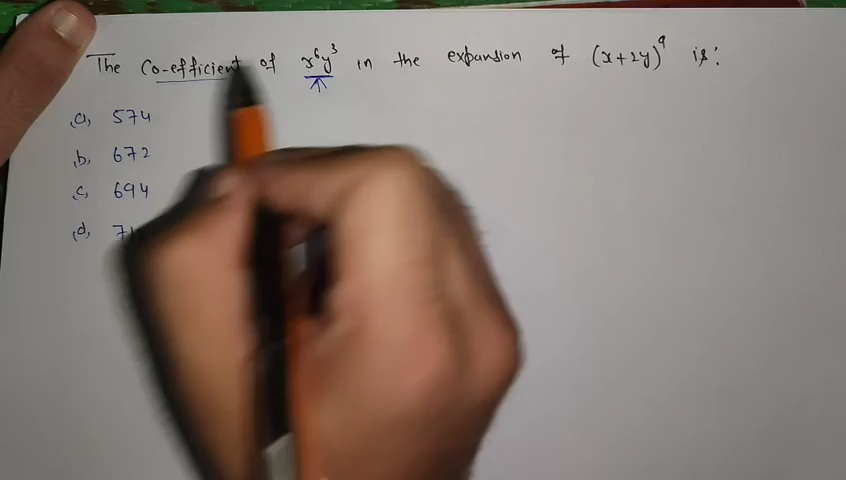 The Co-efficient of x⁶y³ in the expansion of (x+2y)⁹ is:
(a) 574
(b) 672
(c) 694
(d)